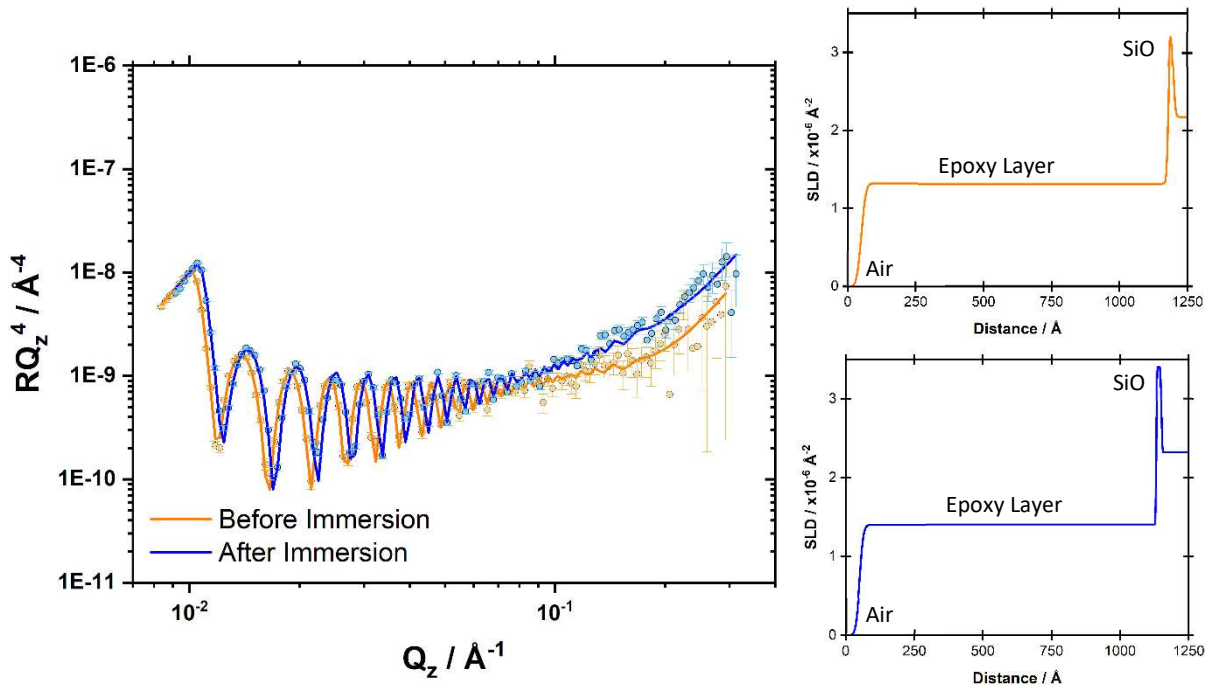 1E-6
1E-7
1E-8
1E-9
1E-10
1E-11
RQz⁴ / Å⁻⁴
Before Immersion
After Immersion
10⁻² 10⁻¹
Qz / Å⁻¹
SiO
3
2
1
0
SLD / x10⁻⁶ Å⁻²
Epoxy Layer
Air
0 250 500 750 1000 1250
Distance / Å
SiO
3
2
1
0
SLD / x10⁻⁶ Å⁻²
Epoxy Layer
Air
0 250 500 750 1000 1250
Distance / Å